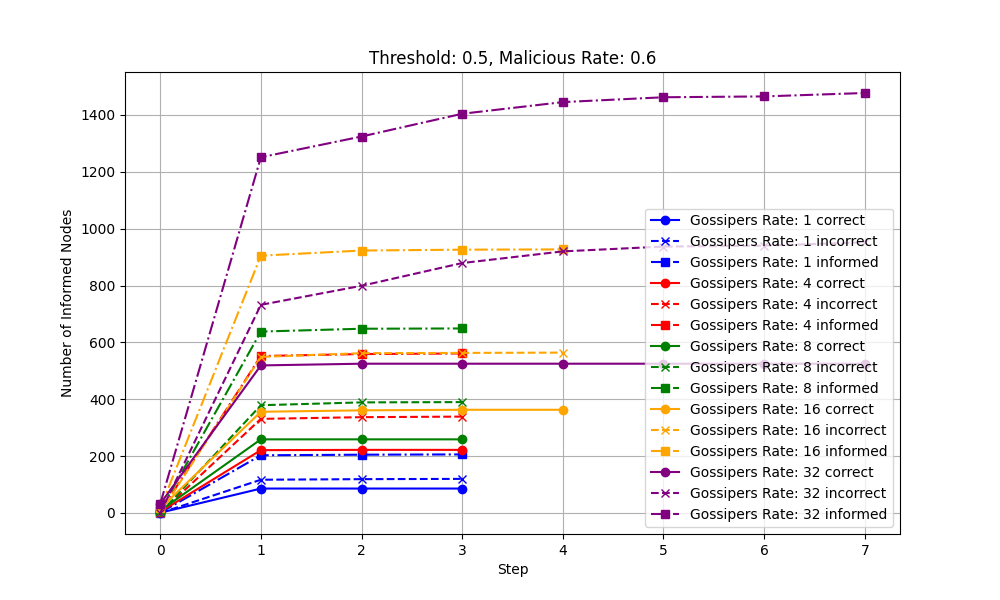 Threshold: 0.5, Malicious Rate: 0.6
Number of Informed Nodes
1400
1200
1000
800
600
400
200
0
Gossipers Rate: 1 correct
Gossipers Rate: 1 incorrect
Gossipers Rate: 1 informed
Gossipers Rate: 4 correct
Gossipers Rate: 4 incorrect
Gossipers Rate: 4 informed
Gossipers Rate: 8 correct
Gossipers Rate: 8 incorrect
Gossipers Rate: 8 informed
Gossipers Rate: 16 correct
Gossipers Rate: 16 incorrect
Gossipers Rate: 16 informed
Gossipers Rate: 32 correct
Gossipers Rate: 32 incorrect
Gossipers Rate: 32 informed
0 1 2 3 4 5 6 7
Step